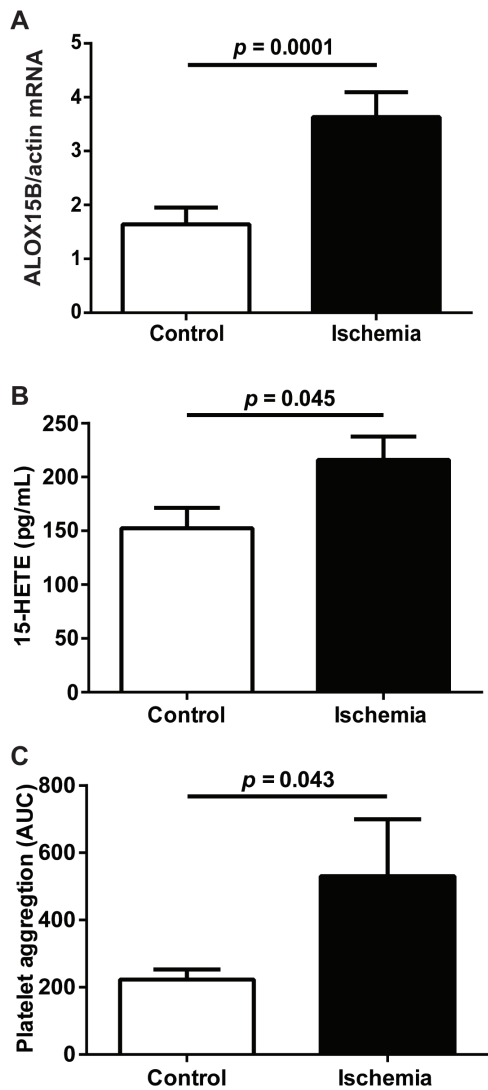 A
p = 0.0001
ALOX15B/actin mRNA
5
4
3
2
1
0
Control Ischemia
B
p = 0.045
15-HETE (pg/mL)
250
200
150
100
50
0
Control Ischemia
C
p = 0.043
Platelet aggregtion (AUC)
800
600
400
200
0
Control Ischemia